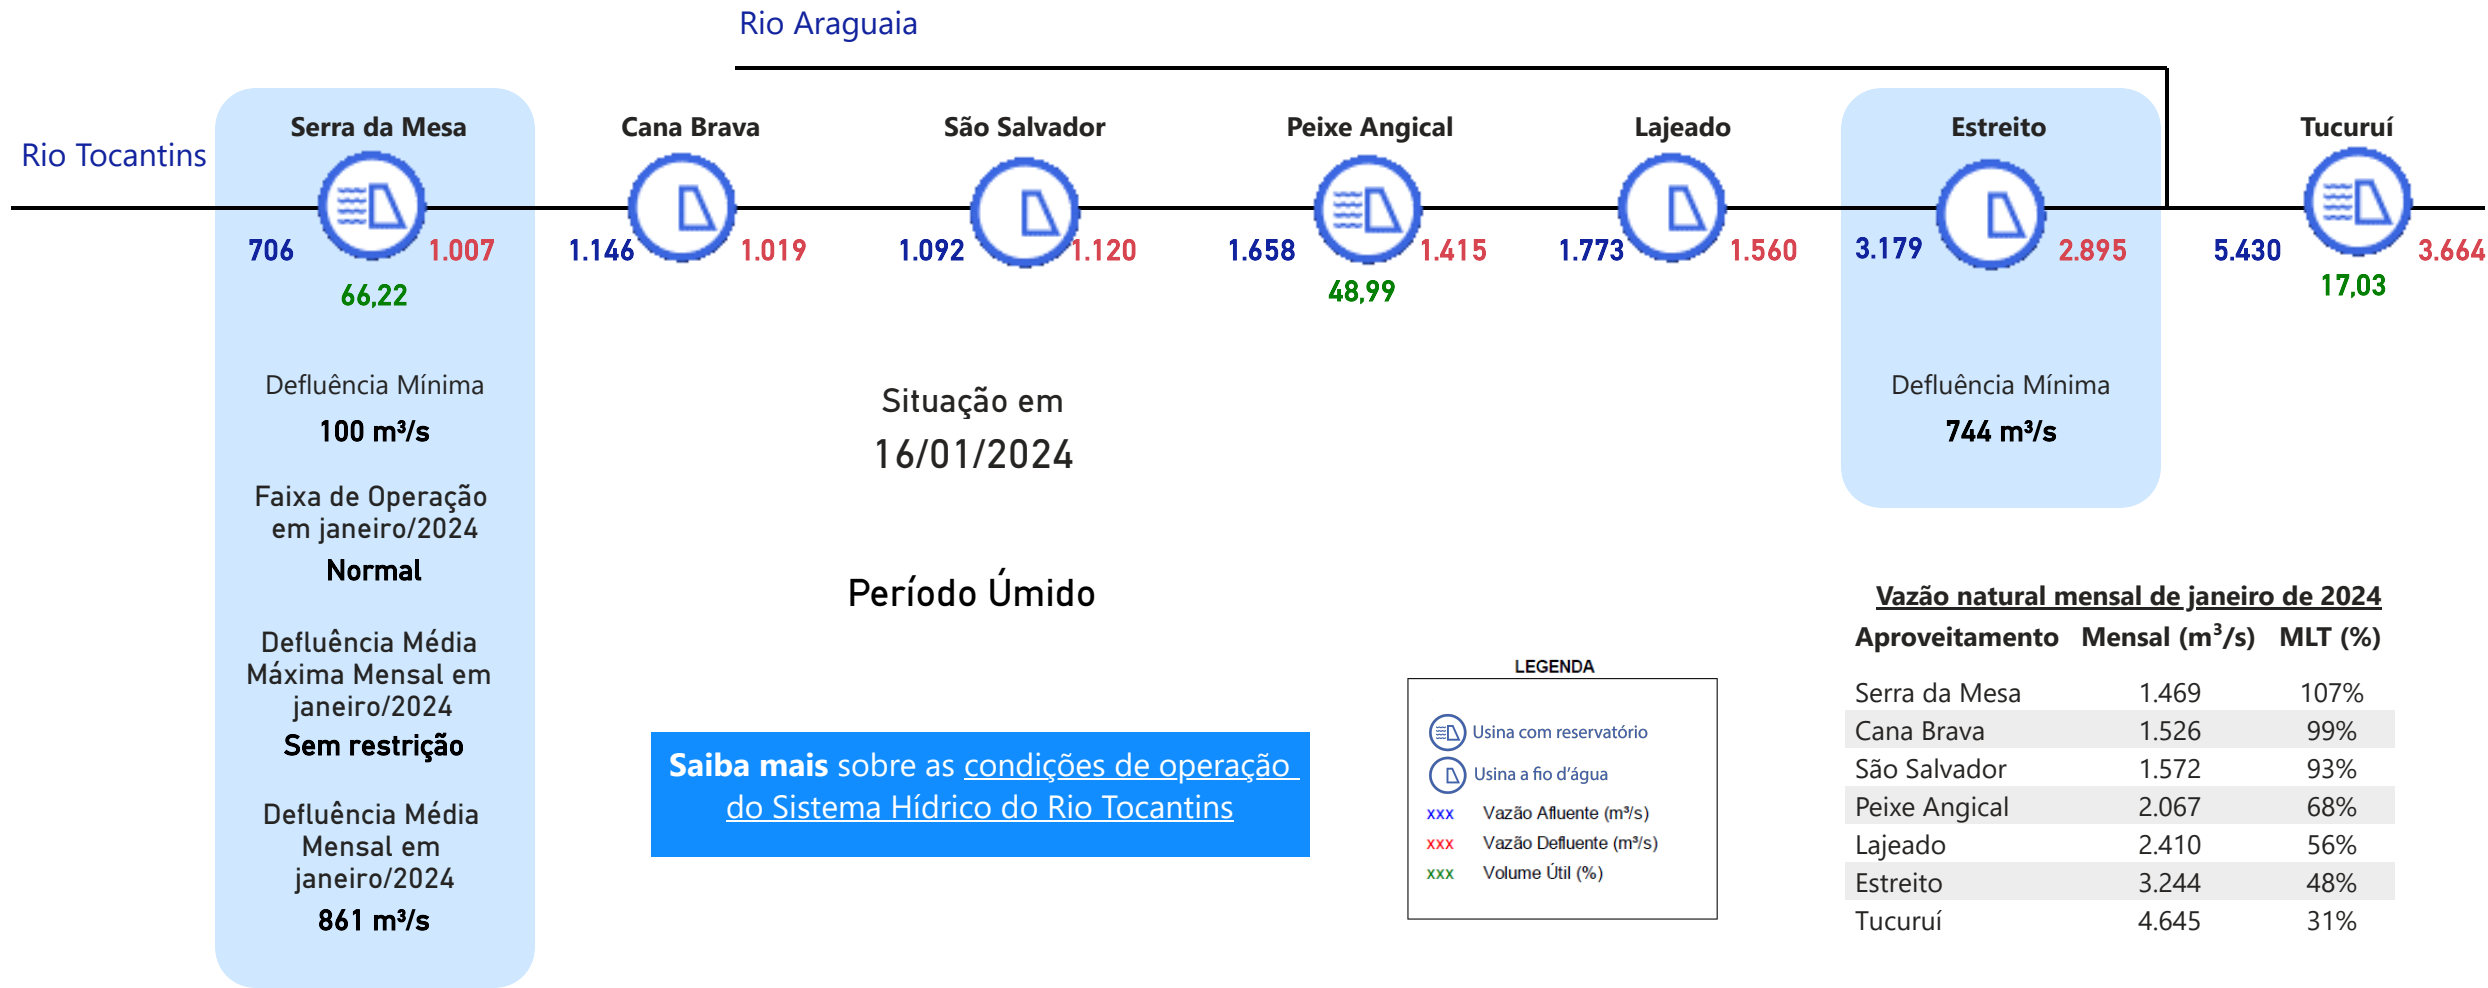 Rio Araguaia
Rio Tocantins
Serra da Mesa
Cana Brava
São Salvador
Peixe Angical
Lajeado
Estreito
Tucuruí
706
1.007
1.146
1.019
1.092
1.120
1.658
1.415
1.773
1.560
3.179
2.895
5.430
3.664
66,22
48,99
17,03
Defluência Mínima
100 m³/s
Faixa de Operação
em janeiro/2024
Normal
Defluência Média
Máxima Mensal em
janeiro/2024
Sem restrição
Defluência Média
Mensal em
janeiro/2024
861 m³/s
Situação em
16/01/2024
Período Úmido
Saiba mais sobre as condições de operação
do Sistema Hídrico do Rio Tocantins
Defluência Mínima
744 m³/s
LEGENDA
Usina com reservatório
Usina a fio d'água
xxx Vazão Afluente (m³/s)
xxx Vazão Defluente (m³/s)
xxx Volume Útil (%)
Vazão natural mensal de janeiro de 2024
Aproveitamento Mensal (m³/s) MLT (%)
Serra da Mesa 1.469 107%
Cana Brava 1.526 99%
São Salvador 1.572 93%
Peixe Angical 2.067 68%
Lajeado 2.410 56%
Estreito 3.244 48%
Tucuruí 4.645 31%